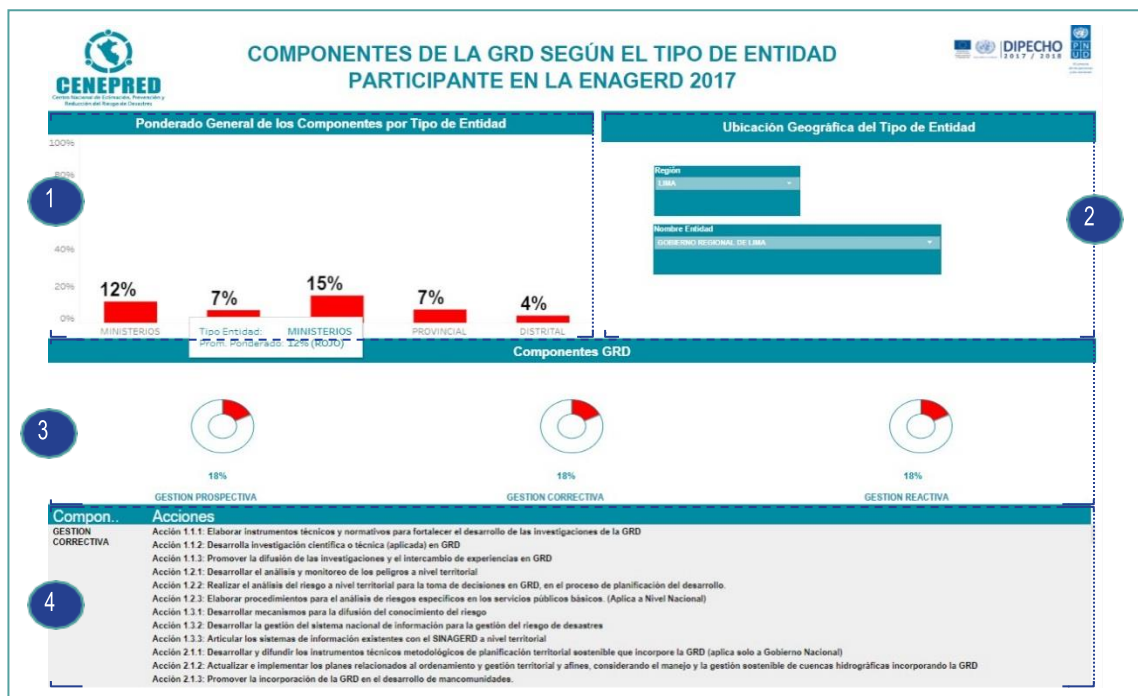 CENEPRED
Centro Nacional de Estimación, Prevención y
Reducción del Riesgo de Desastres
COMPONENTES DE LA GRD SEGÚN EL TIPO DE ENTIDAD
PARTICIPANTE EN LA ENAGERD 2017
DIPECHO
2017 / 2018
P N
U D
Ponderado General de los Componentes por Tipo de Entidad
Ubicación Geográfica del Tipo de Entidad
100%
80%
40%
20%
0%
1
12%
7%
15%
7%
4%
MINISTERIOS
PROVINCIAL
DISTRITAL
Tipo Entidad: MINISTERIOS
Prom. Ponderado: 12% (ROJO)
Región
LIMA
Nombre Entidad
GOBIERNO REGIONAL DE LIMA
2
Componentes GRD
3
18%
18%
18%
GESTION PROSPECTIVA
GESTION CORRECTIVA
GESTION REACTIVA
Compon.. Acciones
GESTION
CORRECTIVA
4
Acción 1.1.1: Elaborar instrumentos técnicos y normativos para fortalecer el desarrollo de las investigaciones de la GRD
Acción 1.1.2: Desarrolla investigación científica o técnica (aplicada) en GRD
Acción 1.1.3: Promover la difusión de las investigaciones y el intercambio de experiencias en GRD
Acción 1.2.1: Desarrollar el análisis y monitoreo de los peligros a nivel territorial
Acción 1.2.2: Realizar el análisis del riesgo a nivel territorial para la toma de decisiones en GRD, en el proceso de planificación del desarrollo.
Acción 1.2.3: Elaborar procedimientos para el análisis de riesgos específicos en los servicios públicos básicos. (Aplica a Nivel Nacional)
Acción 1.3.1: Desarrollar mecanismos para la difusión del conocimiento del riesgo
Acción 1.3.2: Desarrollar la gestión del sistema nacional de información para la gestión del riesgo de desastres
Acción 1.3.3: Articular los sistemas de información existentes con el SINAGERD a nivel territorial
Acción 2.1.1: Desarrollar y difundir los instrumentos técnicos metodológicos de planificación territorial sostenible que incorpore la GRD (aplica solo a Gobierno Nacional)
Acción 2.1.2: Actualizar e implementar los planes relacionados al ordenamiento y gestión territorial y afines, considerando el manejo y la gestión sostenible de cuencas hidrográficas incorporando la GRD
Acción 2.1.3: Promover la incorporación de la GRD en el desarrollo de mancomunidades.